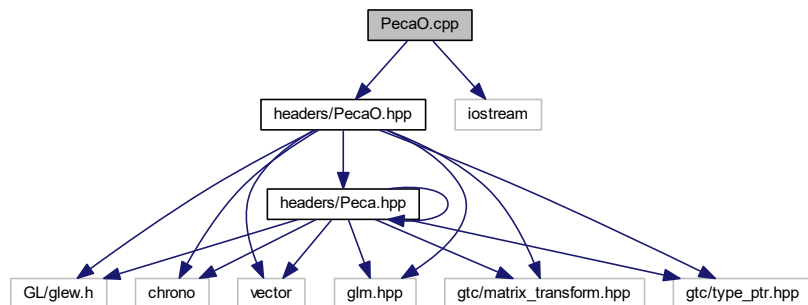 PecaO.cpp
headers/PecaO.hpp
iostream
headers/Peca.hpp
GL/glew.h
chrono
vector
glm.hpp
gtc/matrix_transform.hpp
gtc/type_ptr.hpp